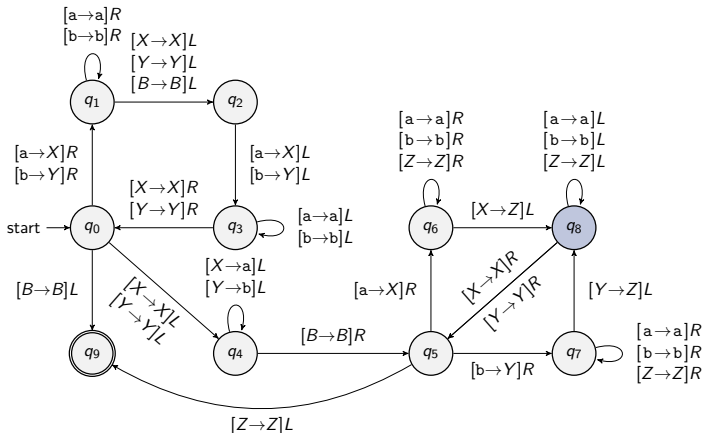 [a→a]R
[b→b]R
[X→X]L
[Y→Y]L
[B→B]L
q1
q2
[a→X]R
[b→Y]R
[a→X]L
[b→Y]L
[X→X]R
[Y→Y]R
start
q0
q3
[a→a]L
[b→b]L
[B→B]L
[X→X]L
[Y→Y]L
[X→a]L
[Y→b]L
q9
q4
[B→B]R
[a→a]R
[b→b]R
[Z→Z]R
[a→a]L
[b→b]L
[Z→Z]L
q6
[X→Z]L
q8
[a→X]R
[X→X]R
[Y→Y]R
[Y→Z]L
q5
[b→Y]R
q7
[a→a]R
[b→b]R
[Z→Z]R
[Z→Z]L